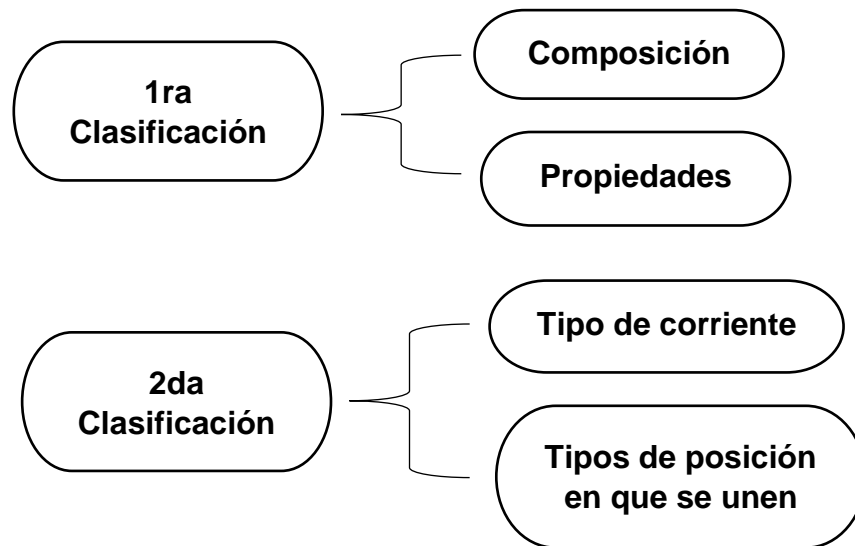 1ra
Clasificación
Composición
Propiedades
2da
Clasificación
Tipo de corriente
Tipos de posición
en que se unen